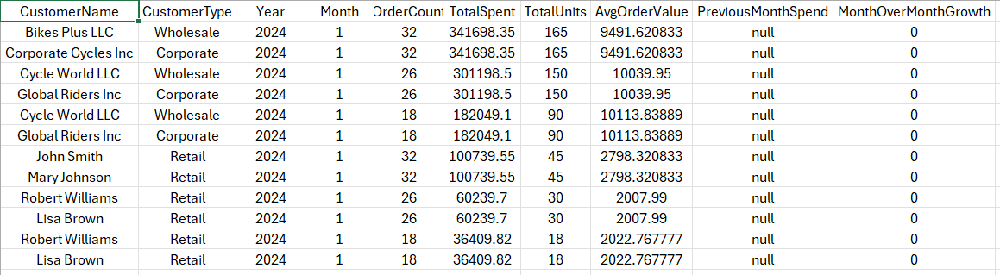 CustomerName CustomerType Year Month OrderCount TotalSpent TotalUnits AvgOrderValue PreviousMonthSpend MonthOverMonthGrowth
Bikes Plus LLC Wholesale 2024 1 32 341698.35 165 9491.620833 null 0
Corporate Cycles Inc Corporate 2024 1 32 341698.35 165 9491.620833 null 0
Cycle World LLC Wholesale 2024 1 26 301198.5 150 10039.95 null 0
Global Riders Inc Corporate 2024 1 26 301198.5 150 10039.95 null 0
Cycle World LLC Wholesale 2024 1 18 182049.1 90 10113.83889 null 0
Global Riders Inc Corporate 2024 1 18 182049.1 90 10113.83889 null 0
John Smith Retail 2024 1 32 100739.55 45 2798.320833 null 0
Mary Johnson Retail 2024 1 32 100739.55 45 2798.320833 null 0
Robert Williams Retail 2024 1 26 60239.7 30 2007.99 null 0
Lisa Brown Retail 2024 1 26 60239.7 30 2007.99 null 0
Robert Williams Retail 2024 1 18 36409.82 18 2022.767777 null 0
Lisa Brown Retail 2024 1 18 36409.82 18 2022.767777 null 0